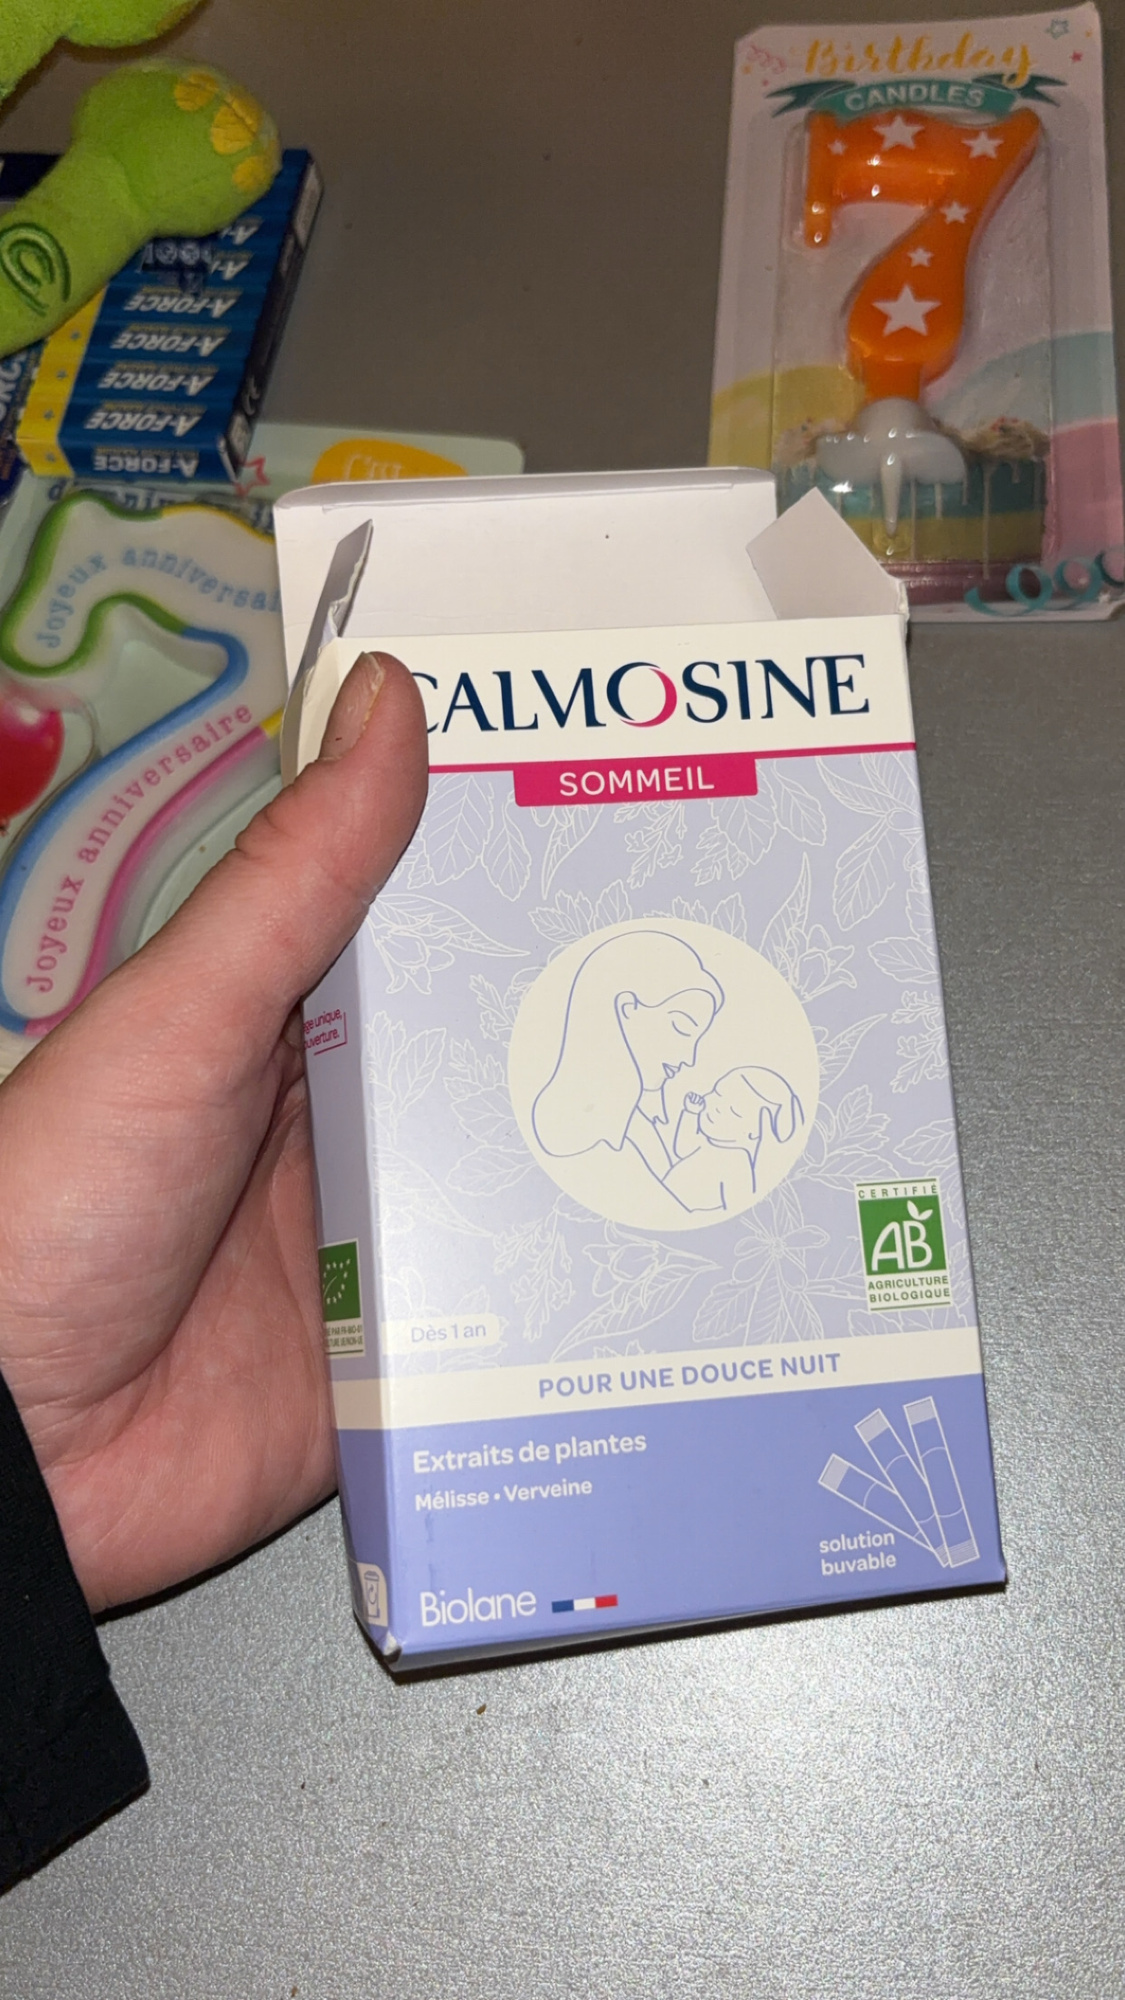 Birthday
CANDLES
A-FORCE
A-FORCE
A-FORCE
A-FORCE
A-FORCE
Joyeux anniversaire
Joyeux anniversaire
CALMOSINE
SOMMEIL
CERTIFIÉ
AB
AGRICULTURE
BIOLOGIQUE
Dès 1 an
POUR UNE DOUCE NUIT
Extraits de plantes
Mélisse • Verveine
solution
buvable
Biolane